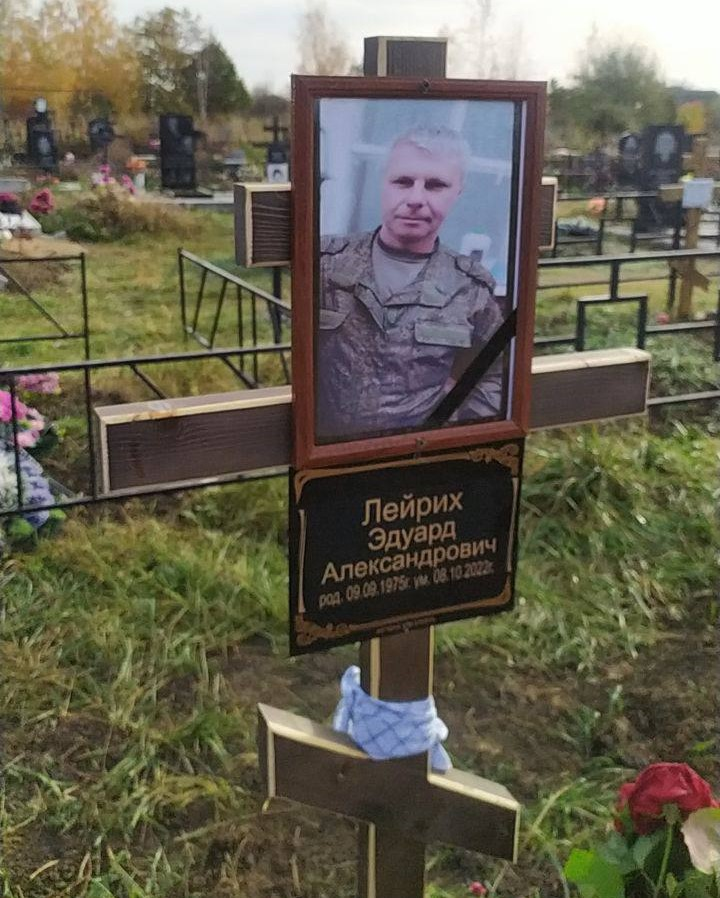 Лейрих
Эдуард
Александрович
род. 09.09.1975г. ум. 08.10.2022г.